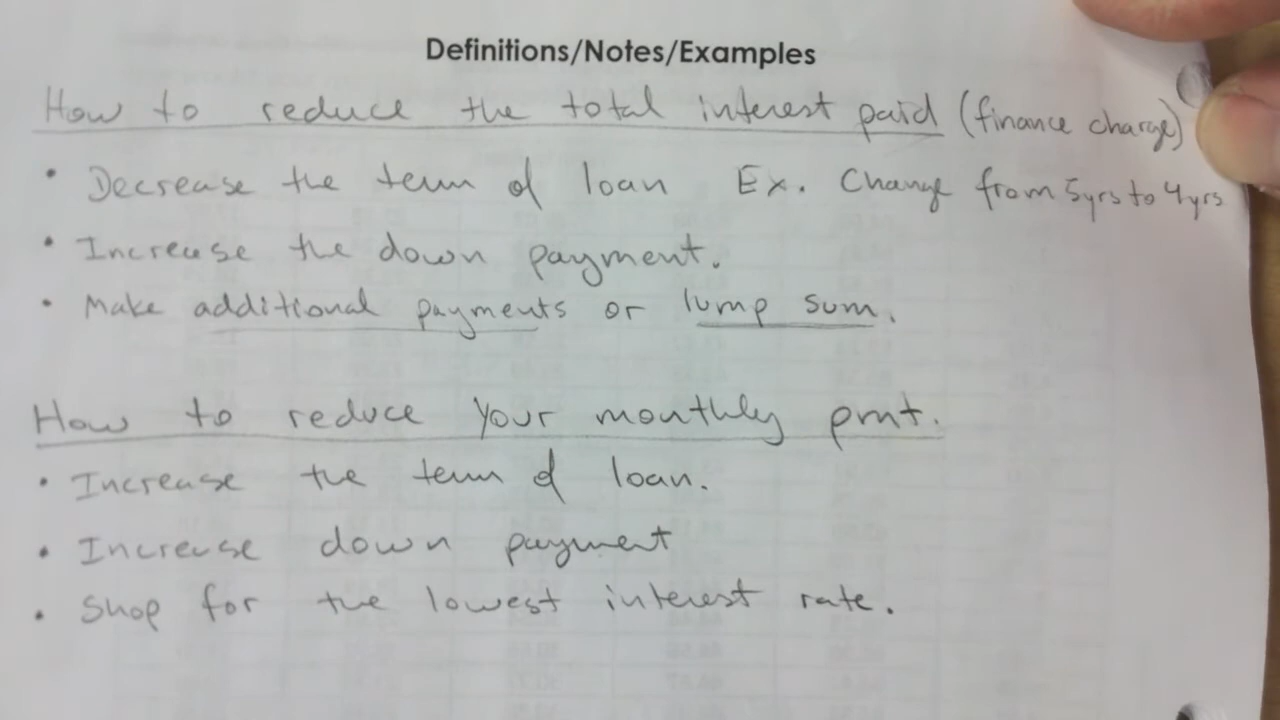 Definitions/Notes/Examples
How to reduce the total interest paid (finance charge)
• Decrease the term of loan Ex. Change from 5yrs to 4yrs
• Increase the down payment.
• Make additional payments or lump sum.
How to reduce your monthly pmt.
• Increase the term of loan.
• Increase down payment
• Shop for the lowest interest rate.